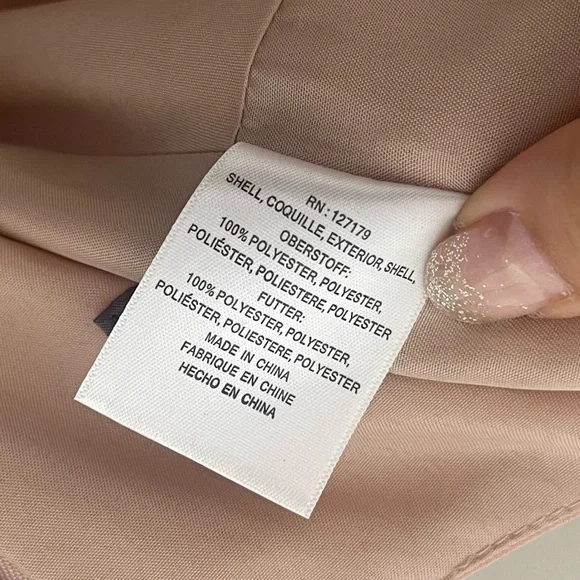 RN : 127179
SHELL, COQUILLE, EXTERIOR, SHELL,
OBERSTOFF:
100% POLYESTER, POLYESTER,
POLIÉSTER, POLIESTERE, POLYESTER
FUTTER:
100% POLYESTER, POLYESTER,
POLIÉSTER, POLIESTERE, POLYESTER
MADE IN CHINA
FABRIQUE EN CHINE
HECHO EN CHINA